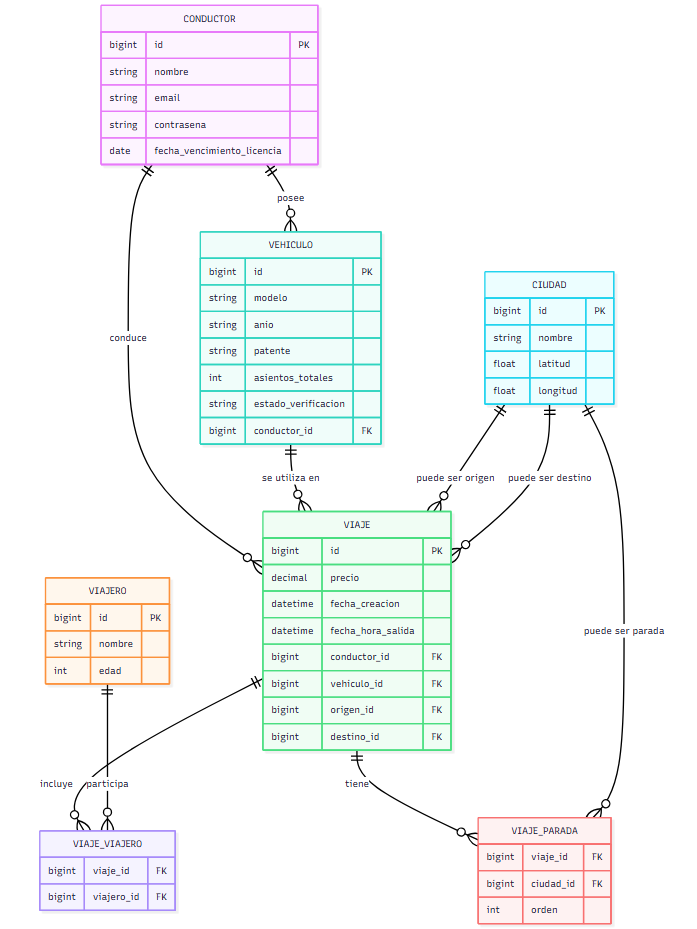 CONDUCTOR
bigint id PK
string nombre
string email
string contrasena
date fecha_vencimiento_licencia
posee
VEHICULO
bigint id PK
string modelo
string anio
string patente
int asientos_totales
string estado_verificacion
bigint conductor_id FK
CIUDAD
bigint id PK
string nombre
float latitud
float longitud
conduce
se utiliza en
puede ser origen
puede ser destino
VIAJE
bigint id PK
decimal precio
datetime fecha_creacion
datetime fecha_hora_salida
bigint conductor_id FK
bigint vehiculo_id FK
bigint origen_id FK
bigint destino_id FK
VIAJERO
bigint id PK
string nombre
int edad
puede ser parada
incluye
participa
tiene
VIAJE_VIAJERO
bigint viaje_id FK
bigint viajero_id FK
VIAJE_PARADA
bigint viaje_id FK
bigint ciudad_id FK
int orden